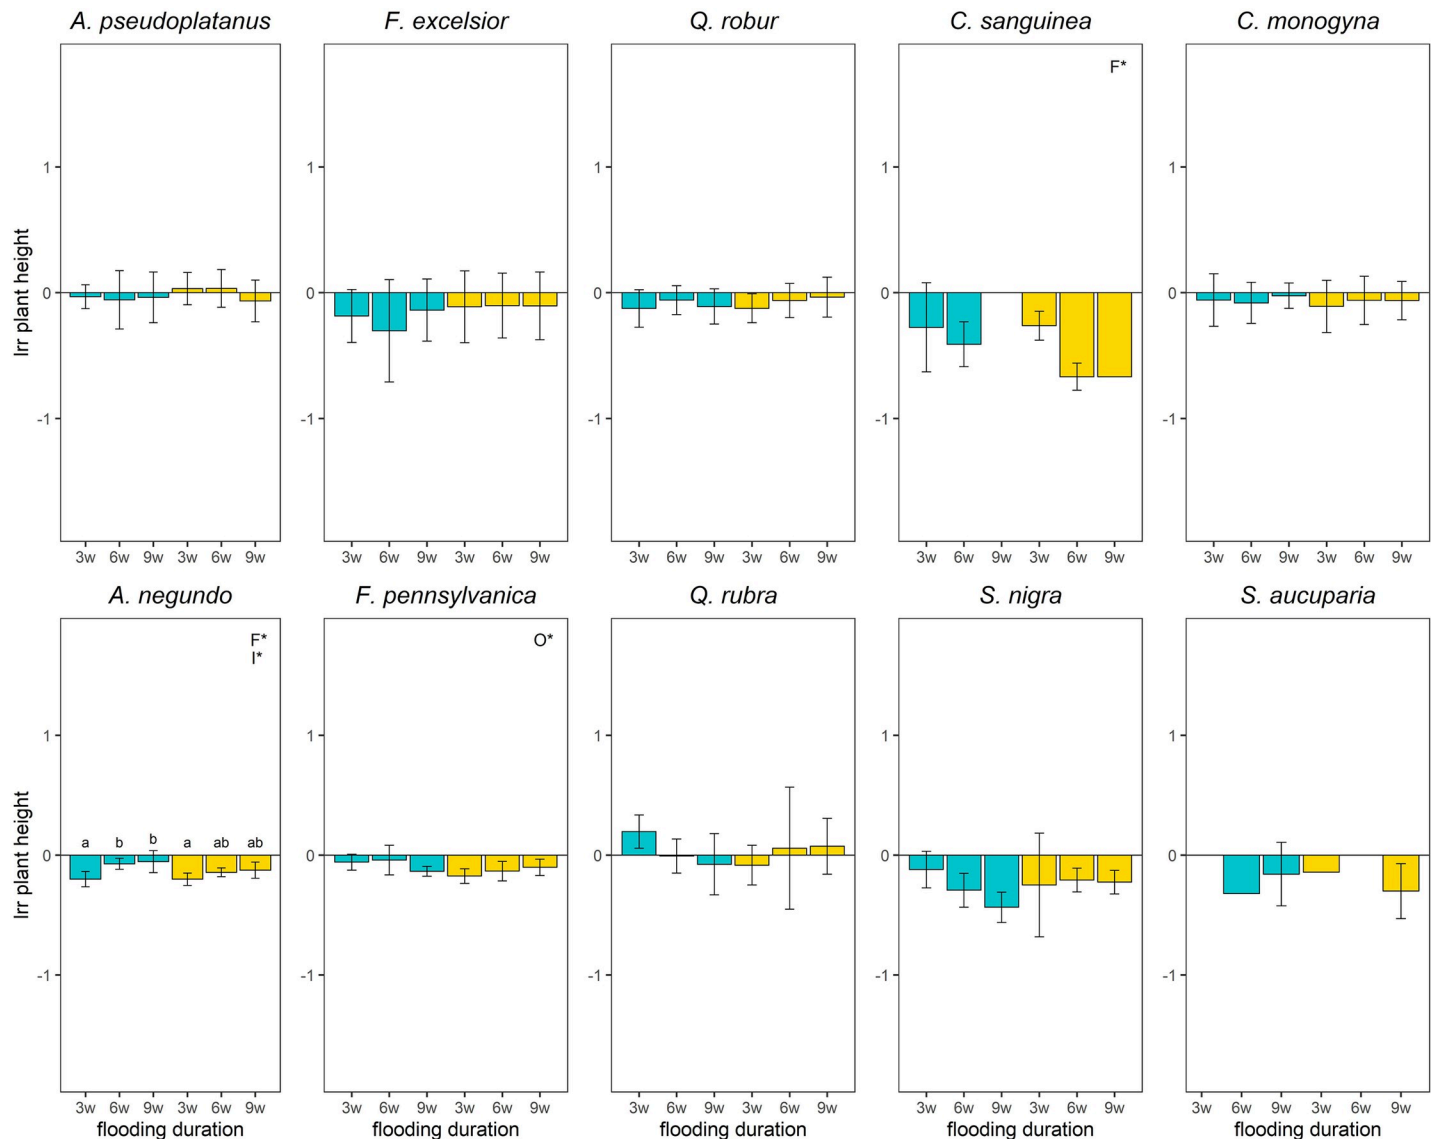 A. pseudoplatanus
F. excelsior
Q. robur
C. sanguinea
C. monogyna
lrr plant height
1
0
-1
3w 6w 9w 3w 6w 9w
1
0
-1
3w 6w 9w 3w 6w 9w
1
0
-1
3w 6w 9w 3w 6w 9w
F*
1
0
-1
3w 6w 9w 3w 6w 9w
1
0
-1
3w 6w 9w 3w 6w 9w
A. negundo
F. pennsylvanica
Q. rubra
S. nigra
S. aucuparia
lrr plant height
F*
I*
1
0
-1
a b b a ab ab
3w 6w 9w 3w 6w 9w
flooding duration
O*
1
0
-1
3w 6w 9w 3w 6w 9w
flooding duration
1
0
-1
3w 6w 9w 3w 6w 9w
flooding duration
1
0
-1
3w 6w 9w 3w 6w 9w
flooding duration
1
0
-1
3w 6w 9w 3w 6w 9w
flooding duration